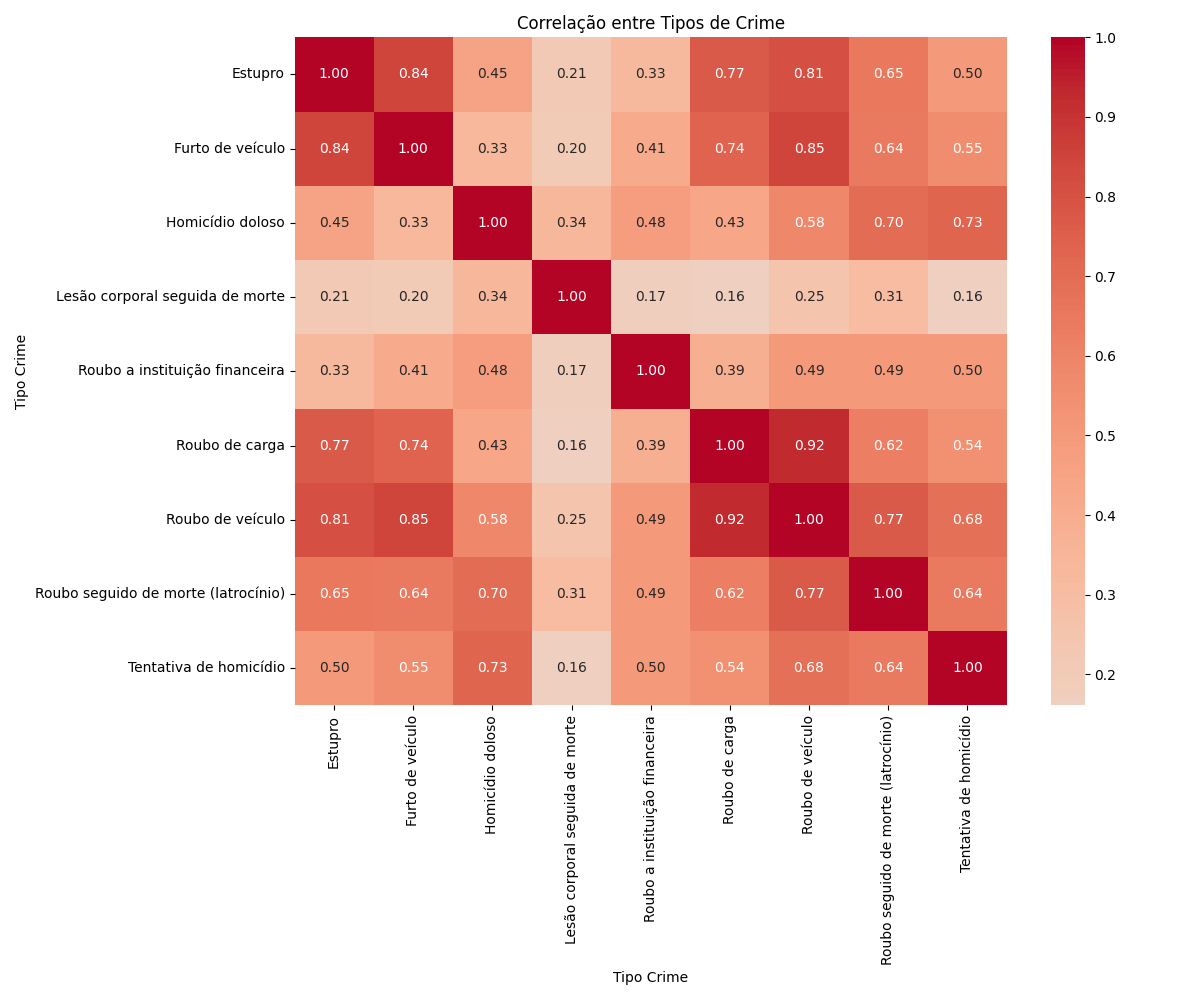 Correlação entre Tipos de Crime
Estupro 1.00 0.84 0.45 0.21 0.33 0.77 0.81 0.65 0.50
Furto de veículo 0.84 1.00 0.33 0.20 0.41 0.74 0.85 0.64 0.55
Homicídio doloso 0.45 0.33 1.00 0.34 0.48 0.43 0.58 0.70 0.73
Lesão corporal seguida de morte 0.21 0.20 0.34 1.00 0.17 0.16 0.25 0.31 0.16
Roubo a instituição financeira 0.33 0.41 0.48 0.17 1.00 0.39 0.49 0.49 0.50
Roubo de carga 0.77 0.74 0.43 0.16 0.39 1.00 0.92 0.62 0.54
Roubo de veículo 0.81 0.85 0.58 0.25 0.49 0.92 1.00 0.77 0.68
Roubo seguido de morte (latrocínio) 0.65 0.64 0.70 0.31 0.49 0.62 0.77 1.00 0.64
Tentativa de homicídio 0.50 0.55 0.73 0.16 0.50 0.54 0.68 0.64 1.00
Tipo Crime
Estupro
Furto de veículo
Homicídio doloso
Lesão corporal seguida de morte
Roubo a instituição financeira
Roubo de carga
Roubo de veículo
Roubo seguido de morte (latrocínio)
Tentativa de homicídio
Tipo Crime
1.0
0.9
0.8
0.7
0.6
0.5
0.4
0.3
0.2